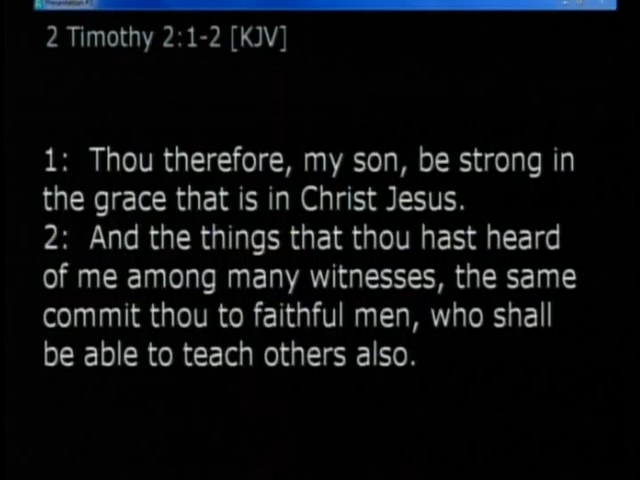 2 Timothy 2:1-2 [KJV]
1: Thou therefore, my son, be strong in
the grace that is in Christ Jesus.
2: And the things that thou hast heard
of me among many witnesses, the same
commit thou to faithful men, who shall
be able to teach others also.